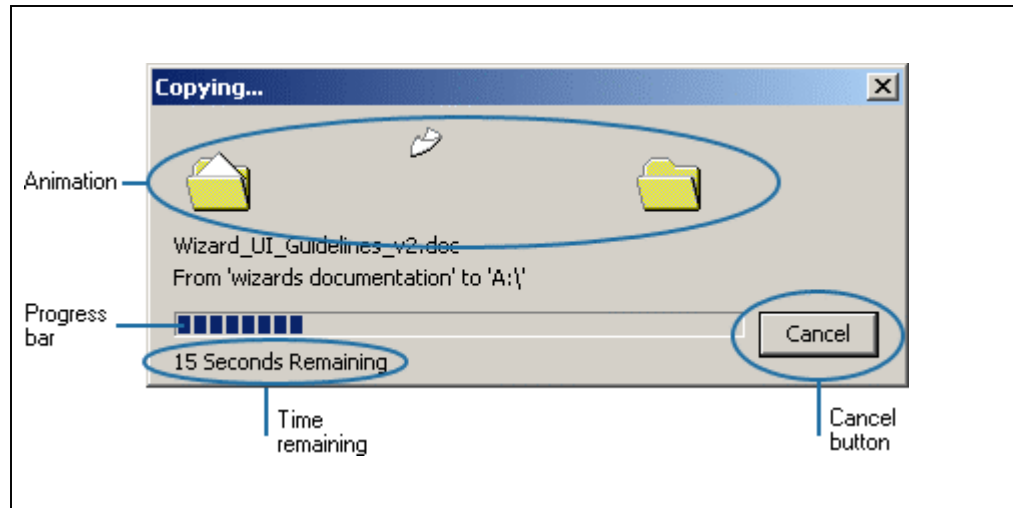 Copying...
Animation
Wizard_UI_Guidelines_v2.doc
From 'wizards documentation' to 'A:\'
Progress
bar
Cancel
15 Seconds Remaining
Time
remaining
Cancel
button